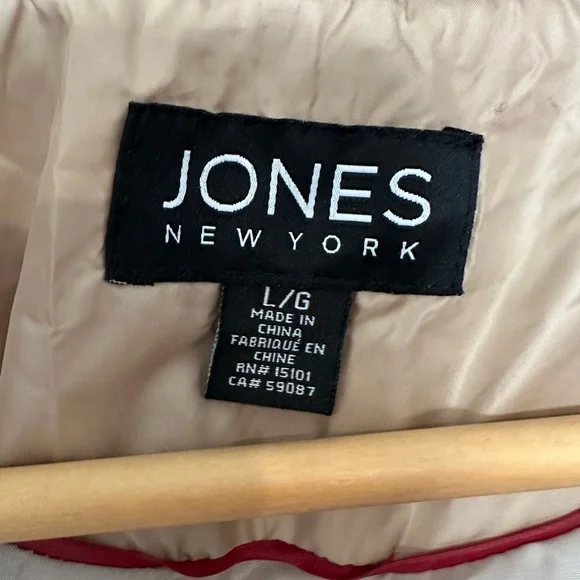 JONES
NEW YORK
L/G
MADE IN
CHINA
FABRIQUÉ EN
CHINE
RN# 15101
CA# 59087